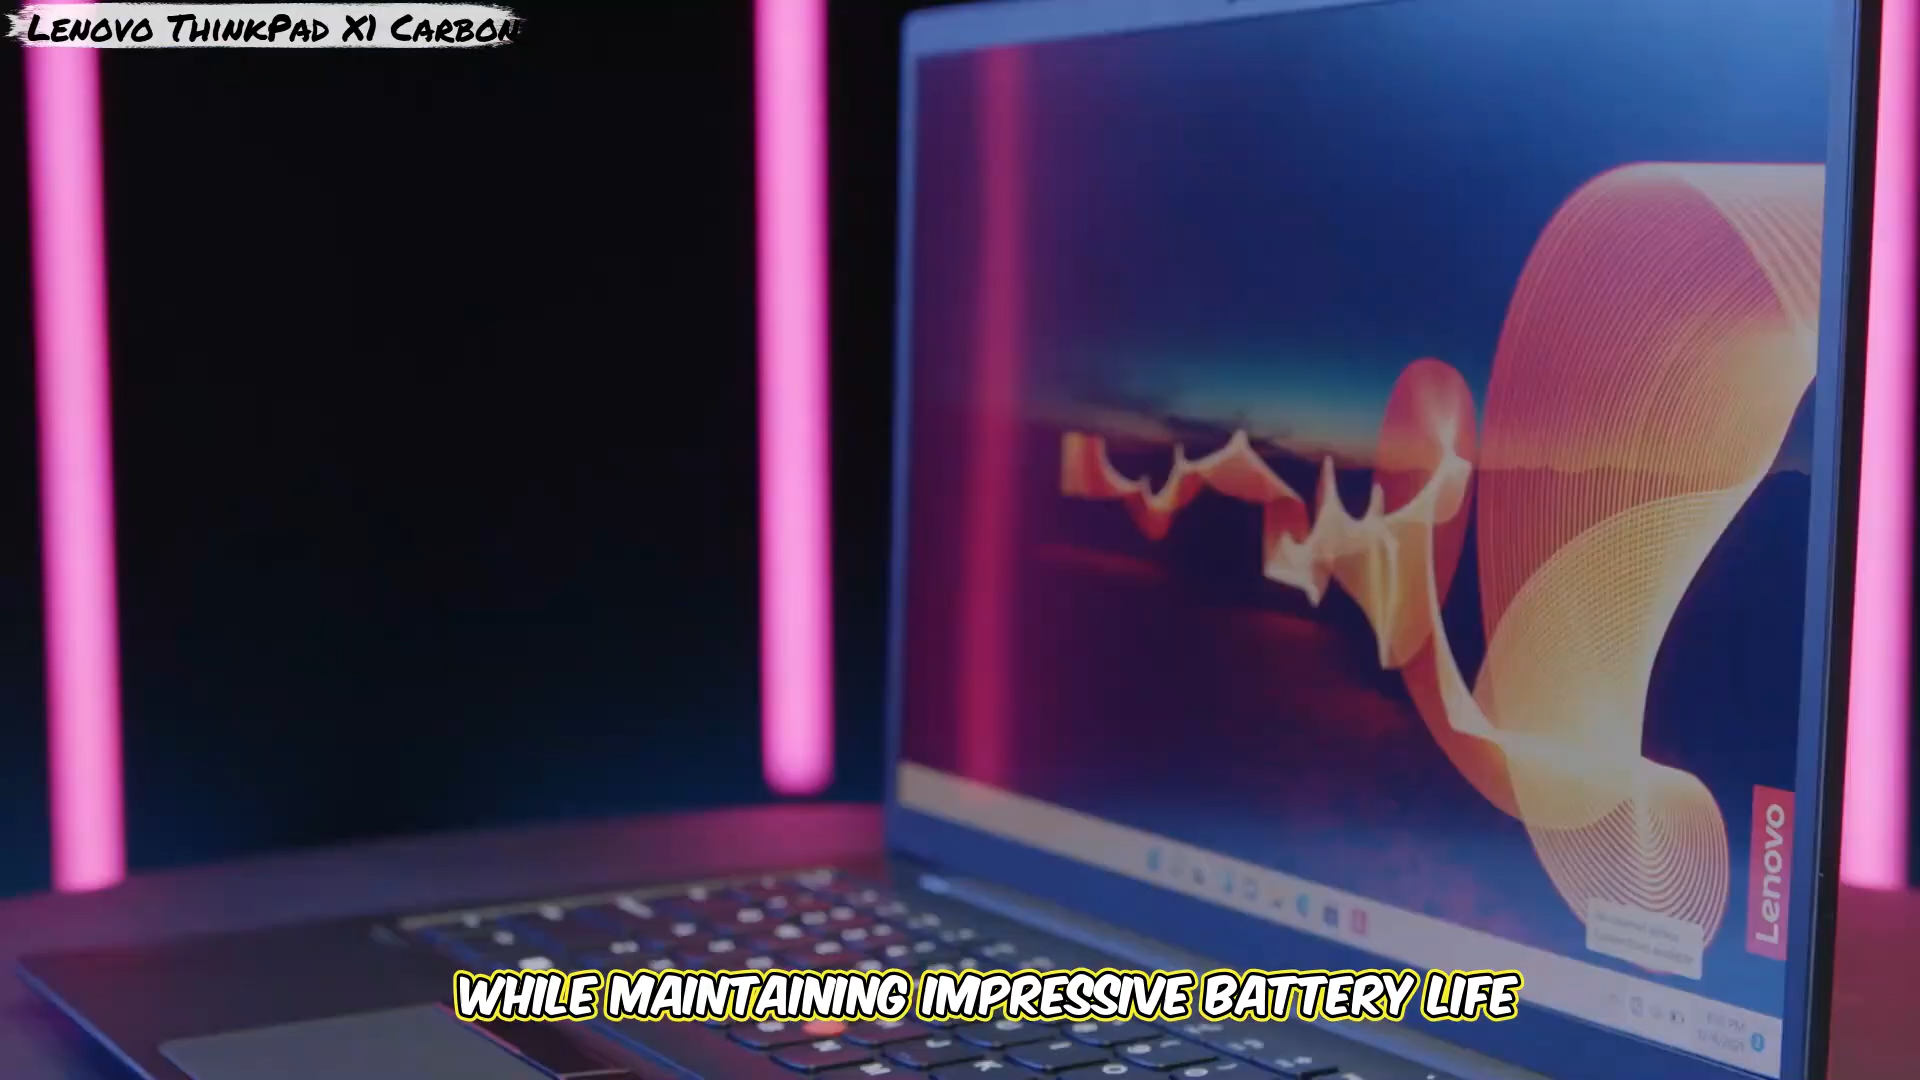 Lenovo ThinkPad X1 Carbon
Lenovo
WHILE MAINTAINING IMPRESSIVE BATTERY LIFE